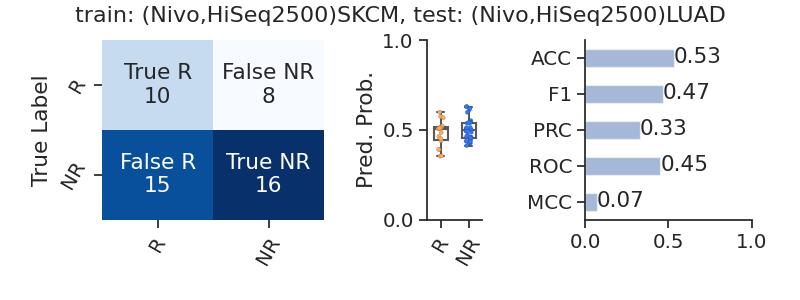 train: (Nivo,HiSeq2500)SKCM, test: (Nivo,HiSeq2500)LUAD
True Label
R
NR
True R
10
False NR
8
False R
15
True NR
16
R
NR
Pred. Prob.
1.0
0.5
0.0
R
NR
ACC
0.53
F1
0.47
PRC
0.33
ROC
0.45
MCC
0.07
0.0
0.5
1.0